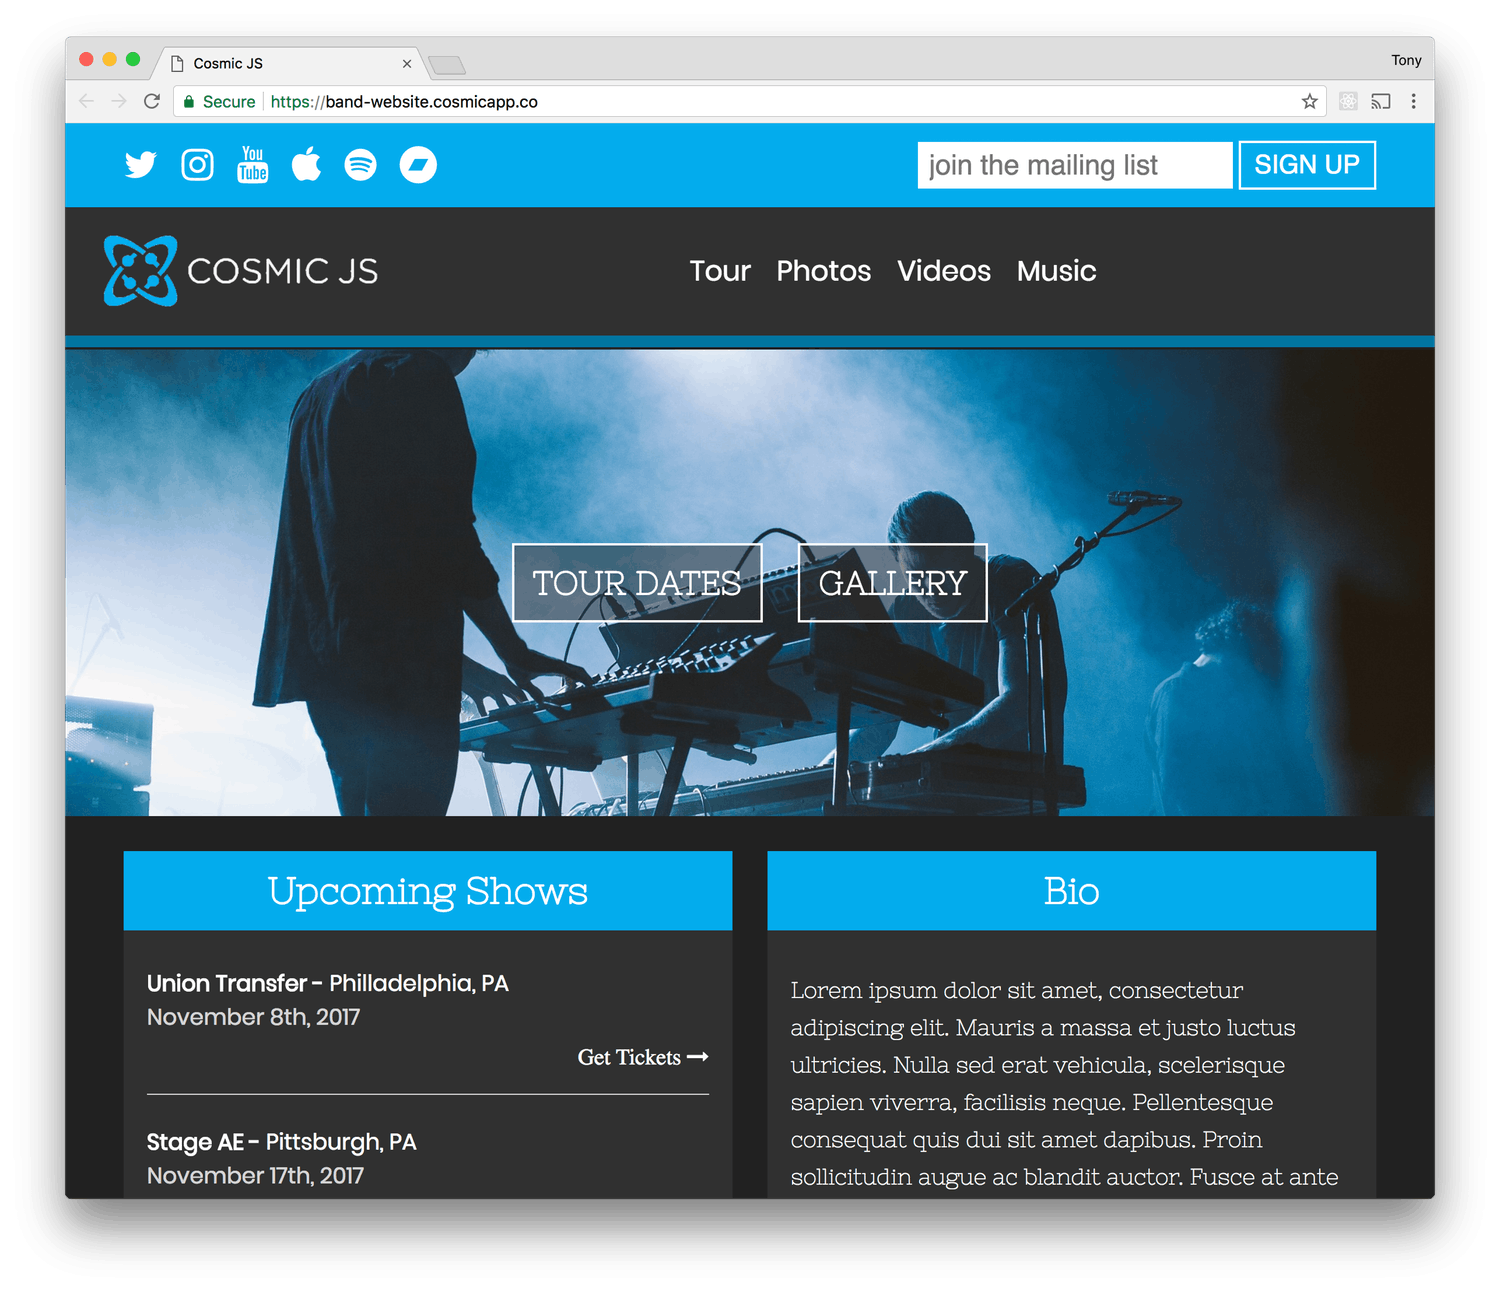 Cosmic JS
Tony
Secure https://band-website.cosmicapp.co
You
Tube
join the mailing list
SIGN UP
COSMIC JS
Tour Photos Videos Music
TOUR DATES
GALLERY
Upcoming Shows
Union Transfer - Philladelphia, PA
November 8th, 2017
Get Tickets
Stage AE - Pittsburgh, PA
November 17th, 2017
Bio
Lorem ipsum dolor sit amet, consectetur
adipiscing elit. Mauris a massa et justo luctus
ultricies. Nulla sed erat vehicula, scelerisque
sapien viverra, facilisis neque. Pellentesque
consequat quis dui sit amet dapibus. Proin
sollicitudin augue ac blandit auctor. Fusce at ante